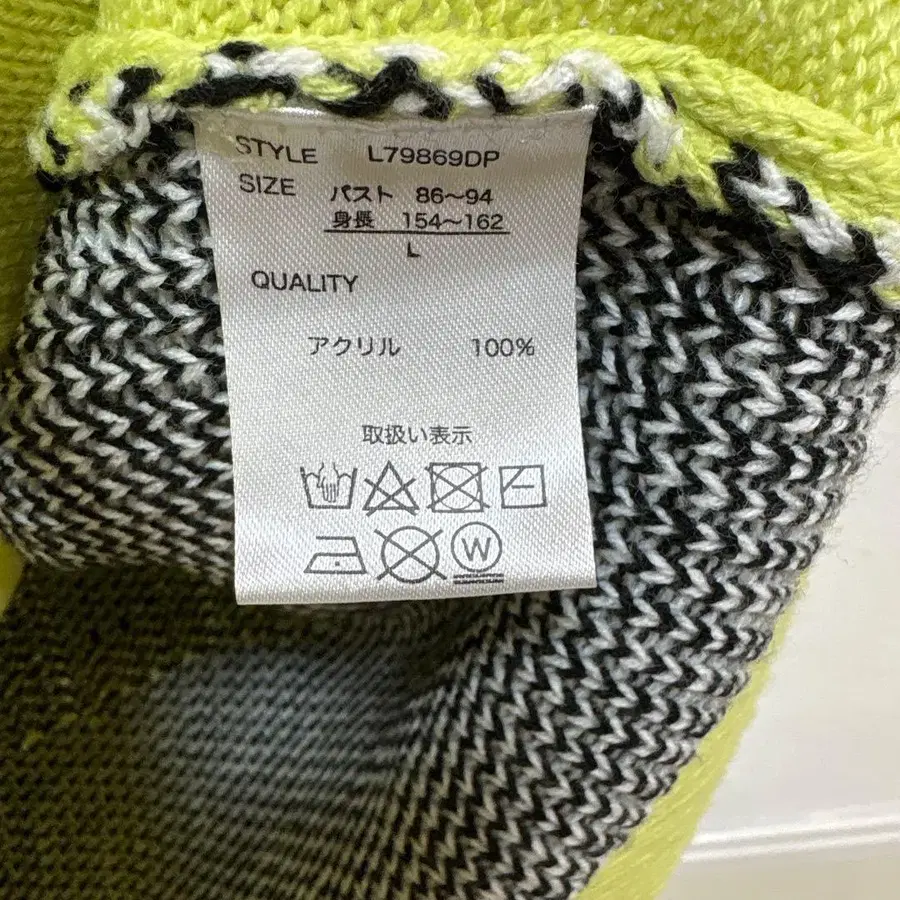 STYLE L79869DP
SIZE バスト 86〜94
身長 154〜162
L
QUALITY
アクリル 100%
取扱い表示
W